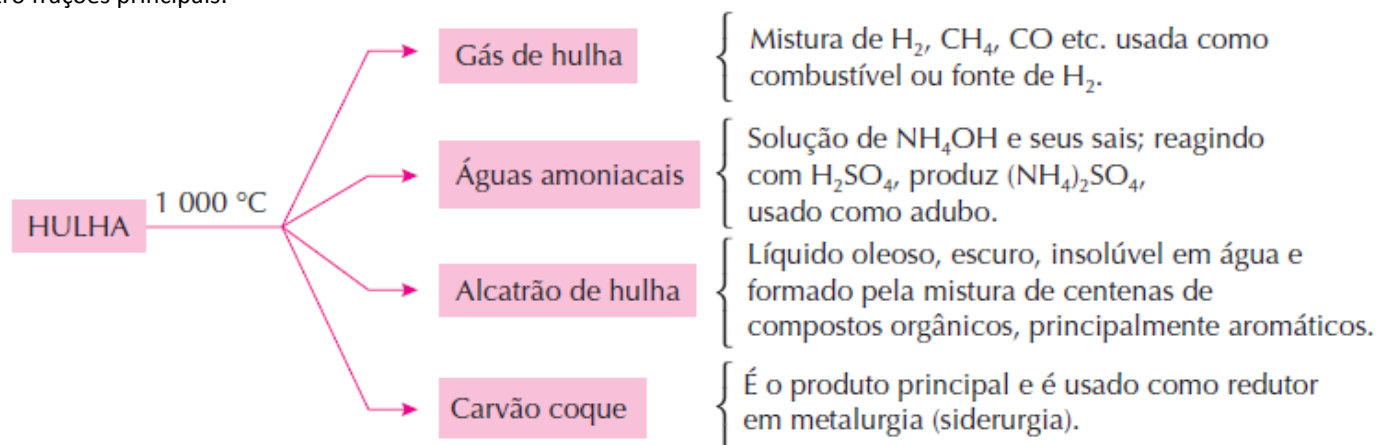 Gás de hulha
Mistura de H₂, CH₄, CO etc. usada como
combustível ou fonte de H₂.
Águas amoniacais
Solução de NH₄OH e seus sais; reagindo
com H₂SO₄, produz (NH₄)₂SO₄,
usado como adubo.
HULHA
1 000 °C
Alcatrão de hulha
Líquido oleoso, escuro, insolúvel em água e
formado pela mistura de centenas de
compostos orgânicos, principalmente aromáticos.
Carvão coque
É o produto principal e é usado como redutor
em metalurgia (siderurgia).